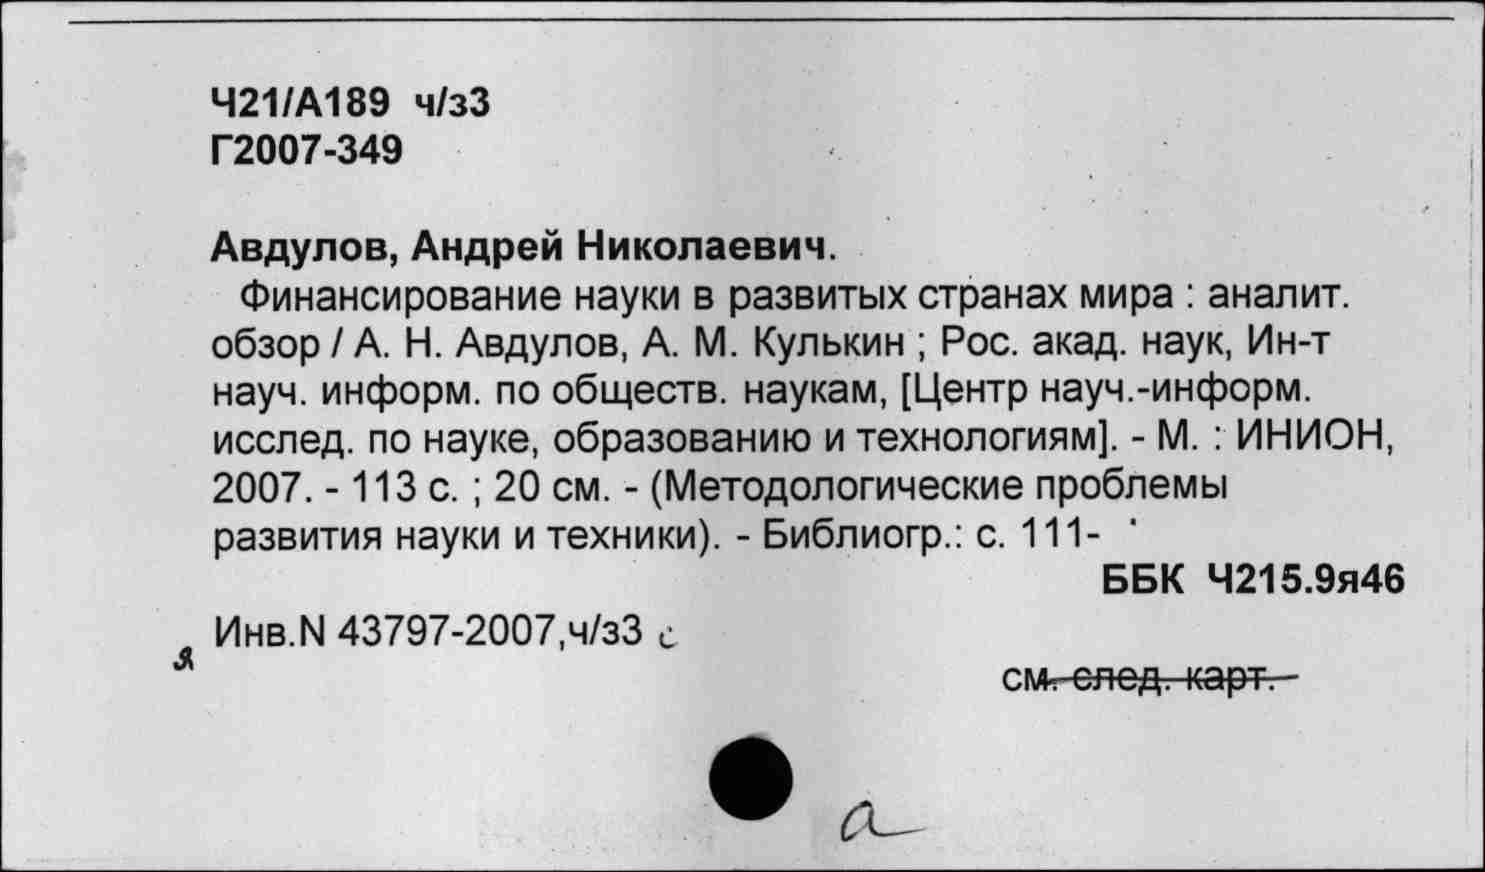 Ч21/А189 ч/з3
Г2007-349
Авдулов, Андрей Николаевич.
Финансирование науки в развитых странах мира : аналит.
обзор / А. Н. Авдулов, А. М. Кулькин ; Рос. акад. наук, Ин-т
науч. информ. по обществ. наукам, [Центр науч.-информ.
исслед. по науке, образованию и технологиям]. - М. : ИНИОН,
2007. - 113 с. ; 20 см. - (Методологические проблемы
развития науки и техники). - Библиогр.: с. 111-
ББК Ч215.9я46
Инв.N 43797-2007,ч/з3 с
я
см. след. карт.
а